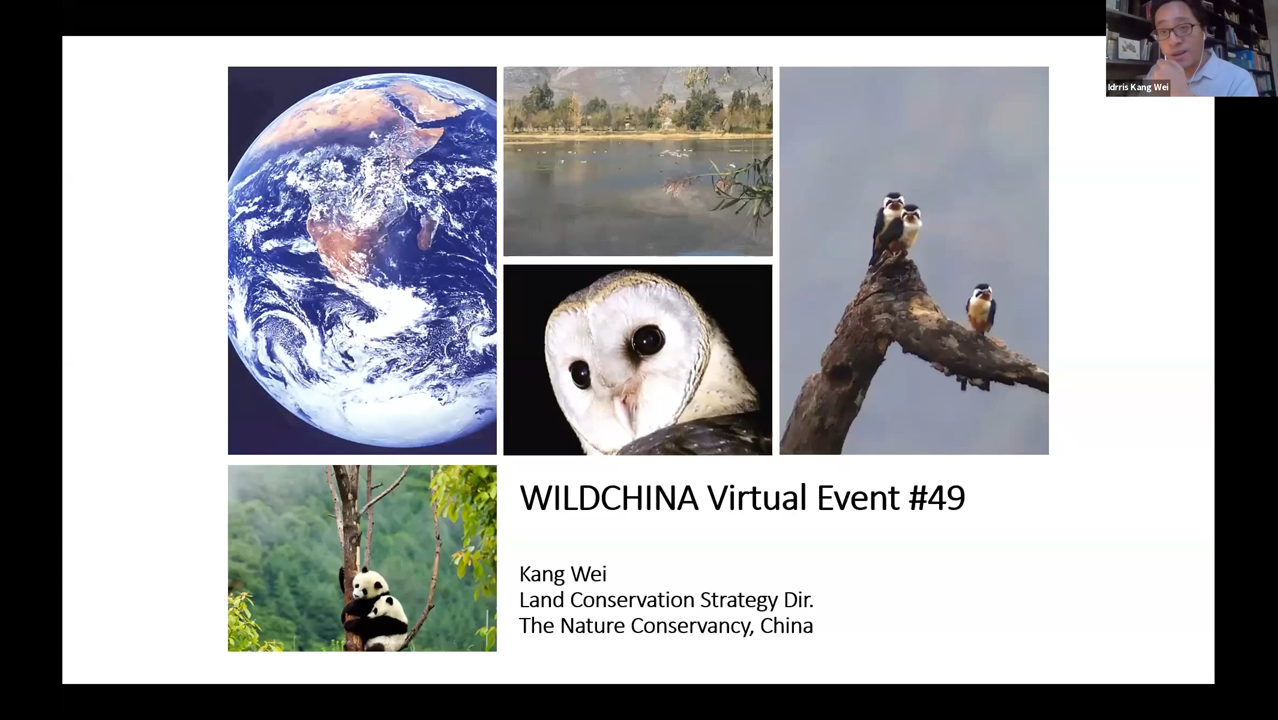 Idrris Kang Wei
WILDCHINA Virtual Event #49
Kang Wei
Land Conservation Strategy Dir.
The Nature Conservancy, China